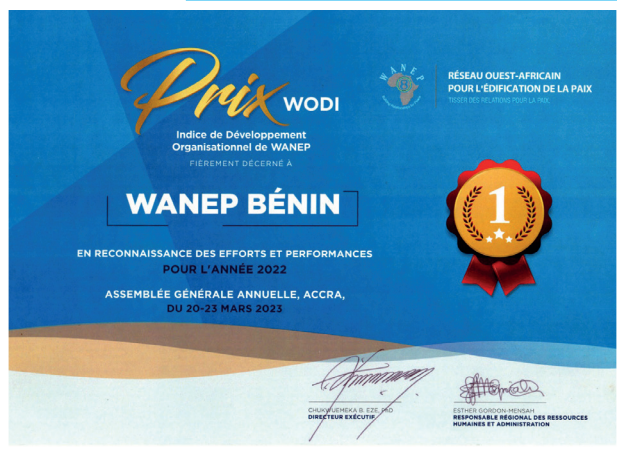 Prix WODI
Indice de Développement
Organisationnel de WANEP
FIÈREMENT DÉCERNÉ À
WANEP BÉNIN
EN RECONNAISSANCE DES EFFORTS ET PERFORMANCES
POUR L'ANNÉE 2022
ASSEMBLÉE GÉNÉRALE ANNUELLE, ACCRA,
DU 20-23 MARS 2023
WANEP
RÉSEAU OUEST-AFRICAIN
POUR L'ÉDIFICATION DE LA PAIX
TISSER DES RELATIONS POUR LA PAIX
1
CHUKWUEMEKA B. EZE, PhD
DIRECTEUR EXÉCUTIF
ESTHER GORDON-MENSAH
RESPONSABLE RÉGIONAL DES RESSOURCES
HUMAINES ET ADMINISTRATION